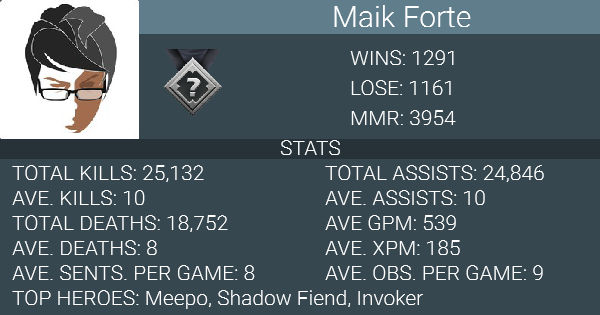 Maik Forte
WINS: 1291
LOSE: 1161
MMR: 3954
?
STATS
TOTAL KILLS: 25,132
TOTAL ASSISTS: 24,846
AVE. KILLS: 10
AVE. ASSISTS: 10
TOTAL DEATHS: 18,752
AVE GPM: 539
AVE. DEATHS: 8
AVE. XPM: 185
AVE. SENTS. PER GAME: 8
AVE. OBS. PER GAME: 9
TOP HEROES: Meepo, Shadow Fiend, Invoker